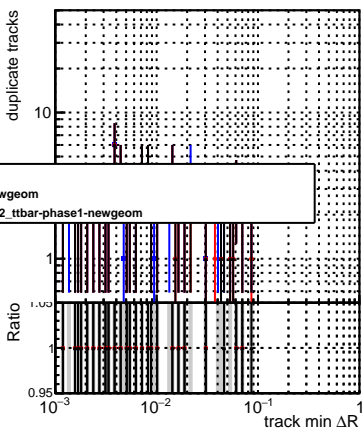 duplicate tracks
10
wgeom
2_ttbar-phase1-newgeom
1
Ratio
1.05
1
0.95
10⁻³
10⁻²
10⁻¹
1
track min ΔR